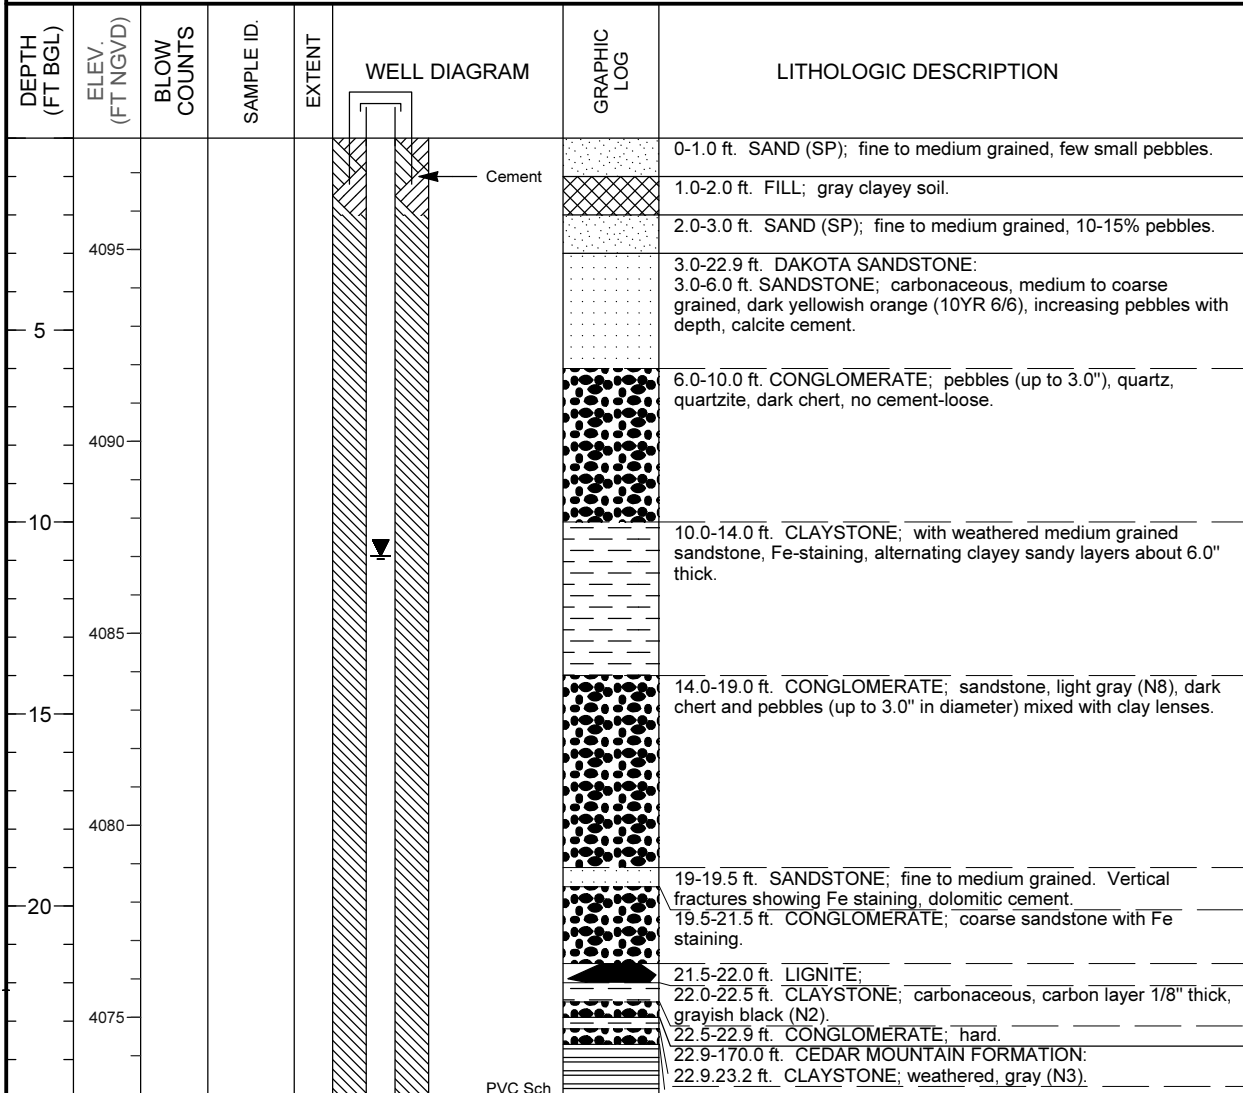 DEPTH
(FT BGL)
ELEV.
(FT NGVD)
BLOW
COUNTS
SAMPLE ID.
EXTENT
WELL DIAGRAM
GRAPHIC
LOG
LITHOLOGIC DESCRIPTION
0-1.0 ft.  SAND (SP);  fine to medium grained, few small pebbles.
Cement
1.0-2.0 ft.  FILL;  gray clayey soil.
2.0-3.0 ft.  SAND (SP);  fine to medium grained, 10-15% pebbles.
4095
3.0-22.9 ft.  DAKOTA SANDSTONE:
3.0-6.0 ft. SANDSTONE;  carbonaceous, medium to coarse
grained, dark yellowish orange (10YR 6/6), increasing pebbles with
depth, calcite cement.
5
6.0-10.0 ft. CONGLOMERATE;  pebbles (up to 3.0"), quartz,
quartzite, dark chert, no cement-loose.
4090
10
10.0-14.0 ft.  CLAYSTONE;  with weathered medium grained
sandstone, Fe-staining, alternating clayey sandy layers about 6.0"
thick.
4085
14.0-19.0 ft.  CONGLOMERATE;  sandstone, light gray (N8), dark
chert and pebbles (up to 3.0" in diameter) mixed with clay lenses.
15
4080
19-19.5 ft.  SANDSTONE;  fine to medium grained.  Vertical
fractures showing Fe staining, dolomitic cement.
20
19.5-21.5 ft.  CONGLOMERATE;  coarse sandstone with Fe
staining.
21.5-22.0 ft.  LIGNITE;
22.0-22.5 ft.  CLAYSTONE;  carbonaceous, carbon layer 1/8" thick,
grayish black (N2).
4075
22.5-22.9 ft.  CONGLOMERATE;  hard.
22.9-170.0 ft.  CEDAR MOUNTAIN FORMATION:
22.9.23.2 ft.  CLAYSTONE; weathered, gray (N3).
PVC Sch